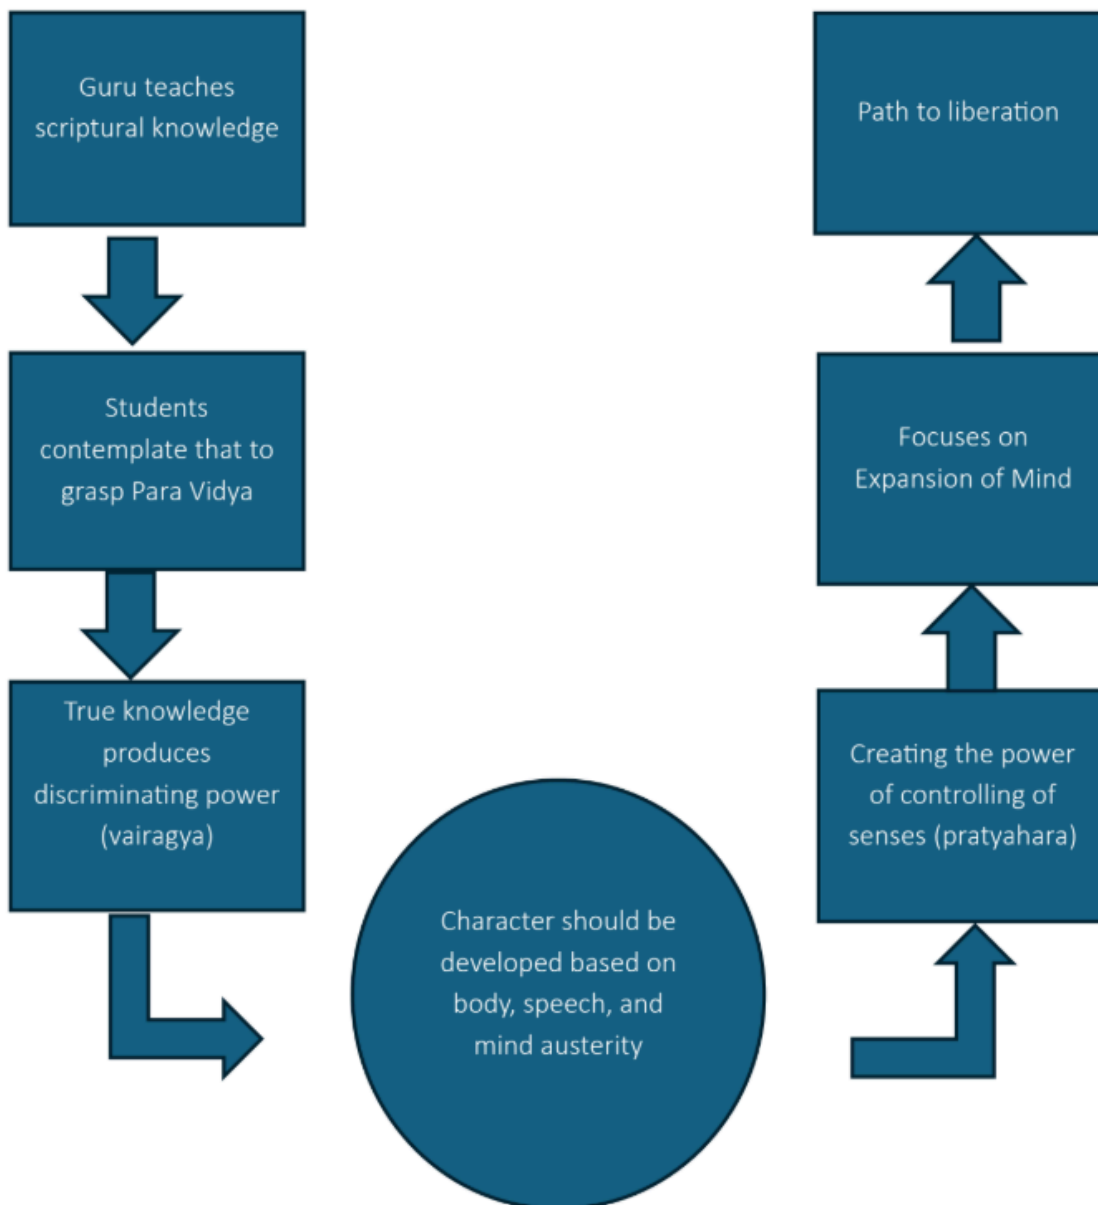 Guru teaches
scriptural knowledge
Students
contemplate that to
grasp Para Vidya
True knowledge
produces
discriminating power
(vairagya)
Character should be
developed based on
body, speech, and
mind austerity
Creating the power
of controlling of
senses (pratyahara)
Focuses on
Expansion of Mind
Path to liberation